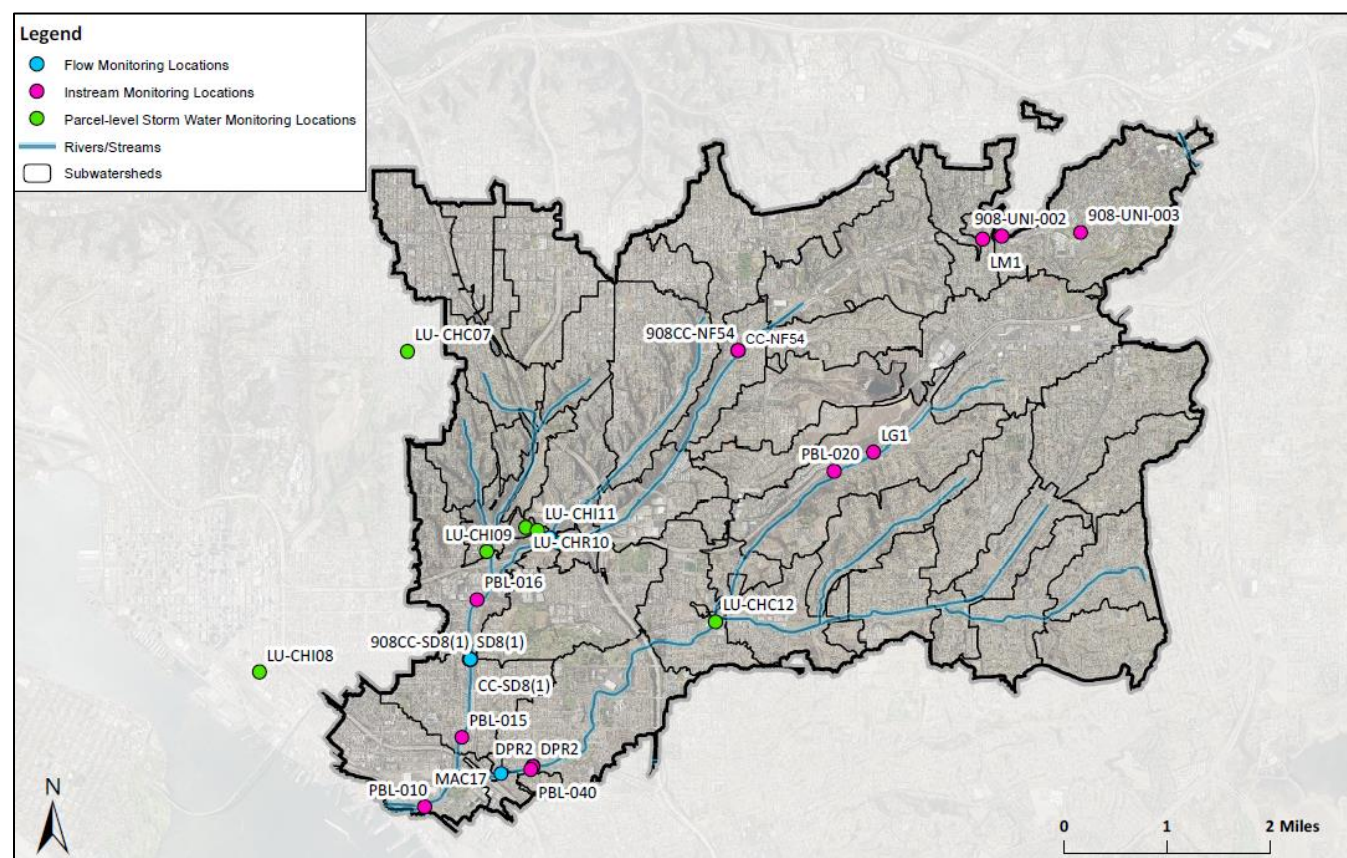 Legend
Flow Monitoring Locations
Instream Monitoring Locations
Parcel-level Storm Water Monitoring Locations
Rivers/Streams
Subwatersheds
908-UNI-002
908-UNI-003
LM1
LU- CHC07
908CC-NF54
CC-NF54
LG1
PBL-020
LU- CHI11
LU-CHI09
LU- CHR10
PBL-016
LU-CHC12
908CC-SD8(1)
SD8(1)
LU-CHI08
CC-SD8(1)
PBL-015
DPR2
DPR2
MAC17
PBL-010
PBL-040
N
0 1 2 Miles